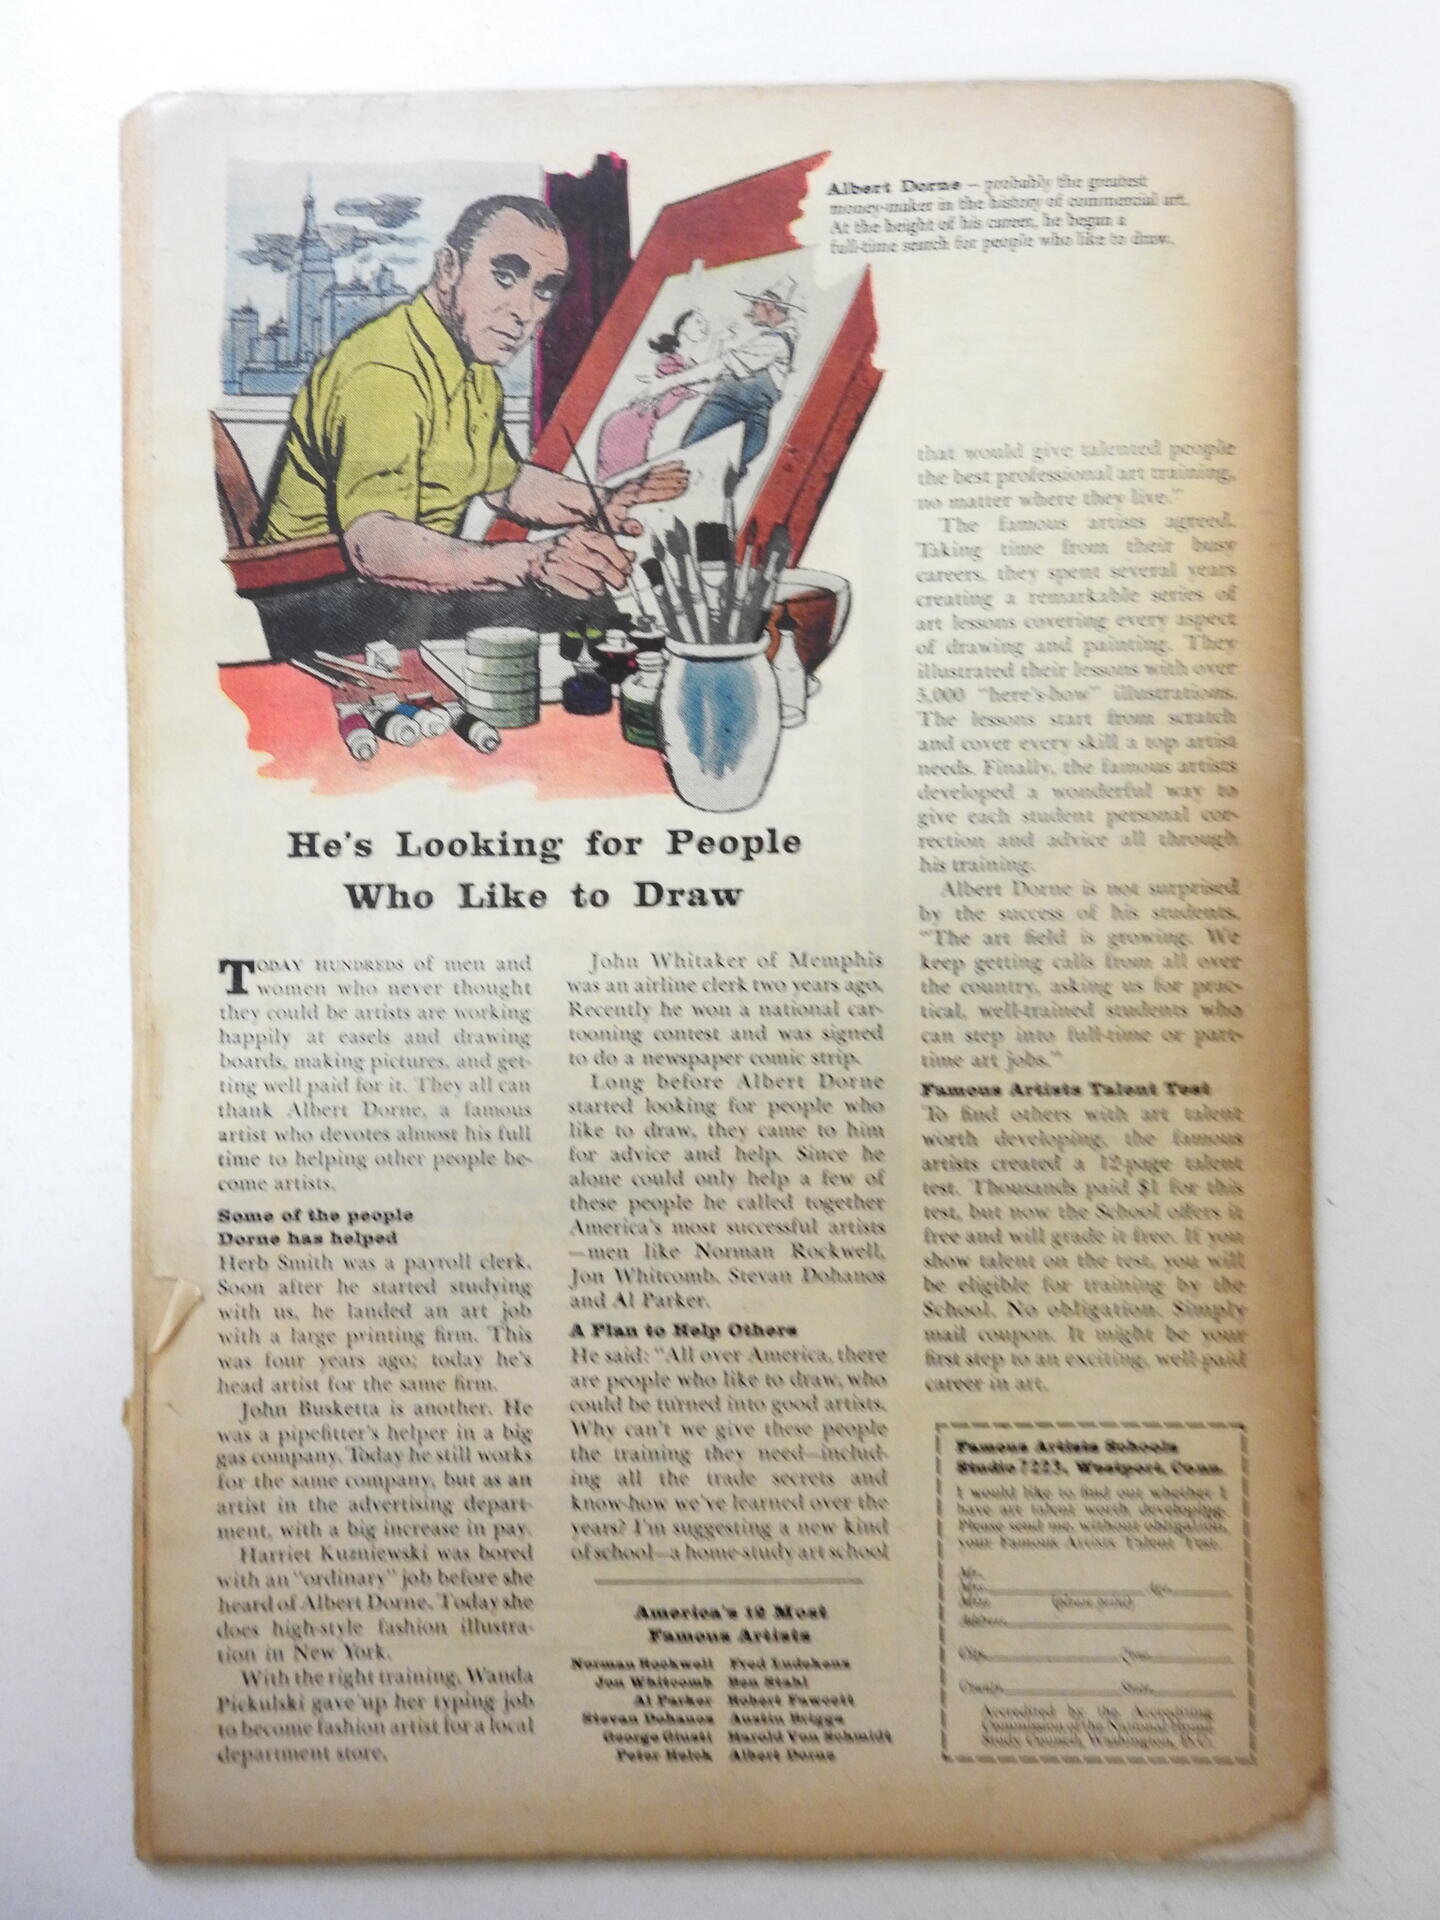 Albert Dorne – probably the greatest
money-maker in the history of commercial art.
At the height of his career, he began a
full-time search for people who like to draw.
He's Looking for People
Who Like to Draw
TODAY HUNDREDS of men and
women who never thought
they could be artists are working
happily at easels and drawing
boards, making pictures, and get-
ting well paid for it. They all can
thank Albert Dorne, a famous
artist who devotes almost his full
time to helping other people be-
come artists.
Some of the people
Dorne has helped
Herb Smith was a payroll clerk.
Soon after he started studying
with us, he landed an art job
with a large printing firm. This
was four years ago; today he's
head artist for the same firm.
John Busketta is another. He
was a pipefitter's helper in a big
gas company. Today he still works
for the same company, but as an
artist in the advertising depart-
ment, with a big increase in pay.
Harriet Kuzniewski was bored
with an "ordinary" job before she
heard of Albert Dorne. Today she
does high-style fashion illustra-
tion in New York.
With the right training, Wanda
Pickulski gave up her typing job
to become fashion artist for a local
department store.
John Whitaker of Memphis
was an airline clerk two years ago.
Recently he won a national car-
tooning contest and was signed
to do a newspaper comic strip.
Long before Albert Dorne
started looking for people who
like to draw, they came to him
for advice and help. Since he
alone could only help a few of
these people he called together
America's most successful artists
—men like Norman Rockwell,
Jon Whitcomb, Stevan Dohanos
and Al Parker.
A Plan to Help Others
He said: "All over America, there
are people who like to draw, who
could be turned into good artists.
Why can't we give these people
the training they need—includ-
ing all the trade secrets and
know-how we've learned over the
years? I'm suggesting a new kind
of school—a home-study art school
that would give talented people
the best professional art training,
no matter where they live."
The famous artists agreed.
Taking time from their busy
careers, they spent several years
creating a remarkable series of
art lessons covering every aspect
of drawing and painting. They
illustrated their lessons with over
5,000 "here's-how" illustrations.
The lessons start from scratch
and cover every skill a top artist
needs. Finally, the famous artists
developed a wonderful way to
give each student personal cor-
rection and advice all through
his training.
Albert Dorne is not surprised
by the success of his students.
"The art field is growing. We
keep getting calls from all over
the country, asking us for prac-
tical, well-trained students who
can step into full-time or part-
time art jobs."
Famous Artists Talent Test
To find others with art talent
worth developing, the famous
artists created a 12-page talent
test. Thousands paid $1 for this
test, but now the School offers it
free and will grade it free. If you
show talent on the test, you will
be eligible for training by the
School. No obligation. Simply
mail coupon. It might be your
first step to an exciting, well-paid
career in art.
America's 12 Most
Famous Artists
Norman Rockwell Fred Ludekens
Jon Whitcomb Ben Stahl
Al Parker Robert Fawcett
Stevan Dohanos Austin Briggs
George Giusti Harold Von Schmidt
Peter Helck Albert Dorne
Famous Artists Schools
Studio 7223, Westport, Conn.
I would like to find out whether I
have art talent worth developing.
Please send me, without obligation,
your Famous Artists Talent Test.
Mr.
Mrs. Age
Miss (please print)
Address
City Zone
County State
Accredited by the Accrediting
Commission of the National Home
Study Council, Washington, D.C.